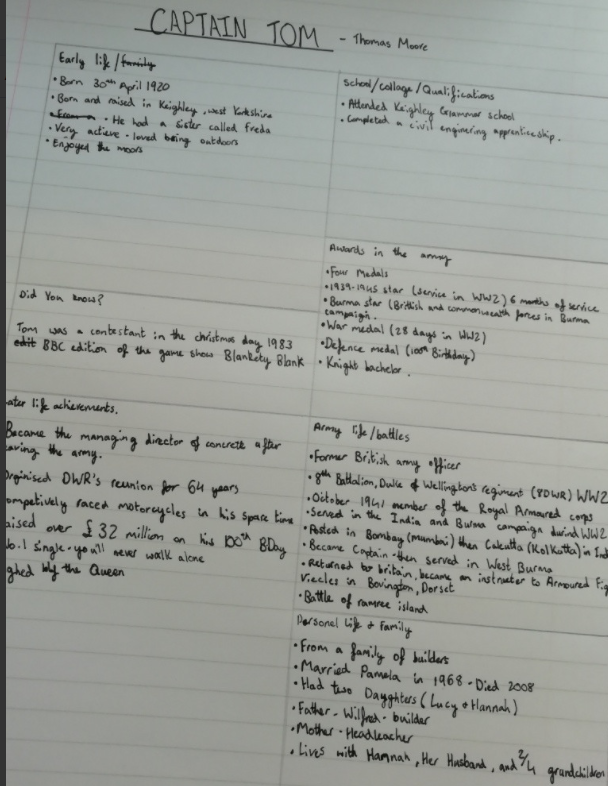 CAPTAIN TOM - Thomas Moore
Early life/family
• Born 30th April 1920
• Born and raised in Keighley, west Yorkshire
• He had a Sister called freda
• Very achieve - loved being outdoors
• Enjoyed the moors
School/collage/Qualifications
• Attended Keighley Grammar school
• Completed a civil enginering apprenticeship.
Awards in the army
• Four Medals
• 1939-1945 star (service in WW2) 6 months of service
• Burma star (British and commonwealth forces in Burma
campaign.
• War medal (28 days in WW2)
• Defence medal (100th Birthday)
• Knight bachelor.
Did You know?
Tom was a contestant in the christmas day 1983
edit BBC edition of the game show Blankety Blank
ater life achievements.
Became the managing director of concrete after
eaving the army.
Organised DWR's reunion for 64 years
ompetively raced motorcycles in his spare time
aised over £32 million on his 100th BDay
No.1 single - you'll never walk alone
ghed by the Queen
Army life/battles
• Former British army officer
• 8th Battalion, Duke of Wellington's regiment (8DWR) WW2
• October 1941 member of the Royal Armoured corps
• Served in the India and Burma campaign durind WW2
• Posted in Bombay (mumbai) then Calcutta (Kolkatta) in Ind
• Became Captain - then served in West Burma
• Returned to britain, became an instructor to Armoured Fig
Viecles in Bovington, Dorset
• Battle of ramree island
Personal Life & Family
• From a family of builders
• Married Pamela in 1968 - Died 2008
• Had two Dayghters (Lucy & Hannah)
• Father - Wilfred - builder
• Mother - Headteacher
• Lives with Hannah, Her Husband, and 2/4 grandchildren